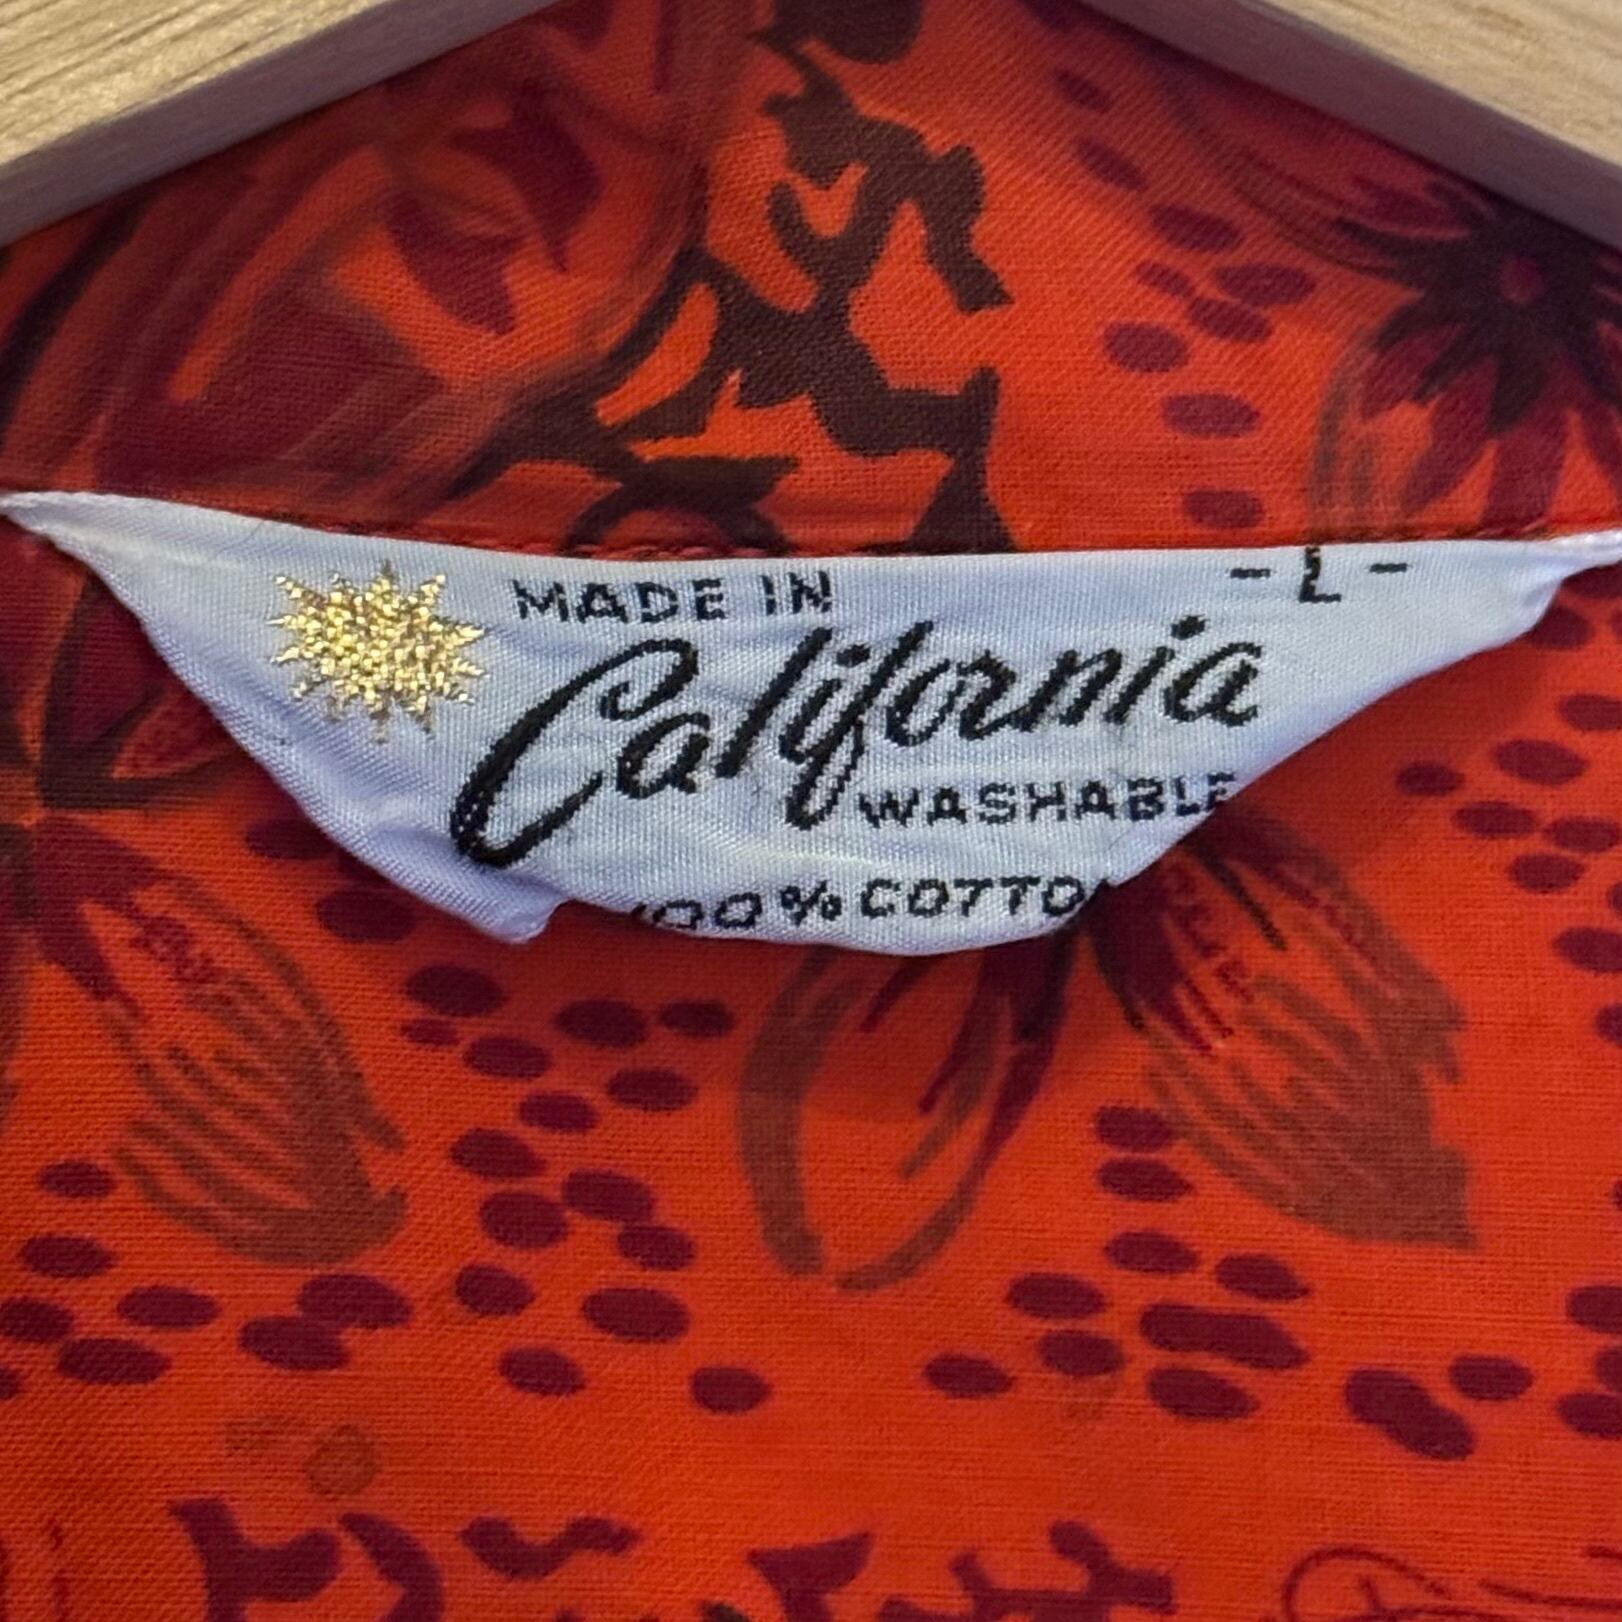 MADE IN
-L-
California
WASHABLE
100% COTTON